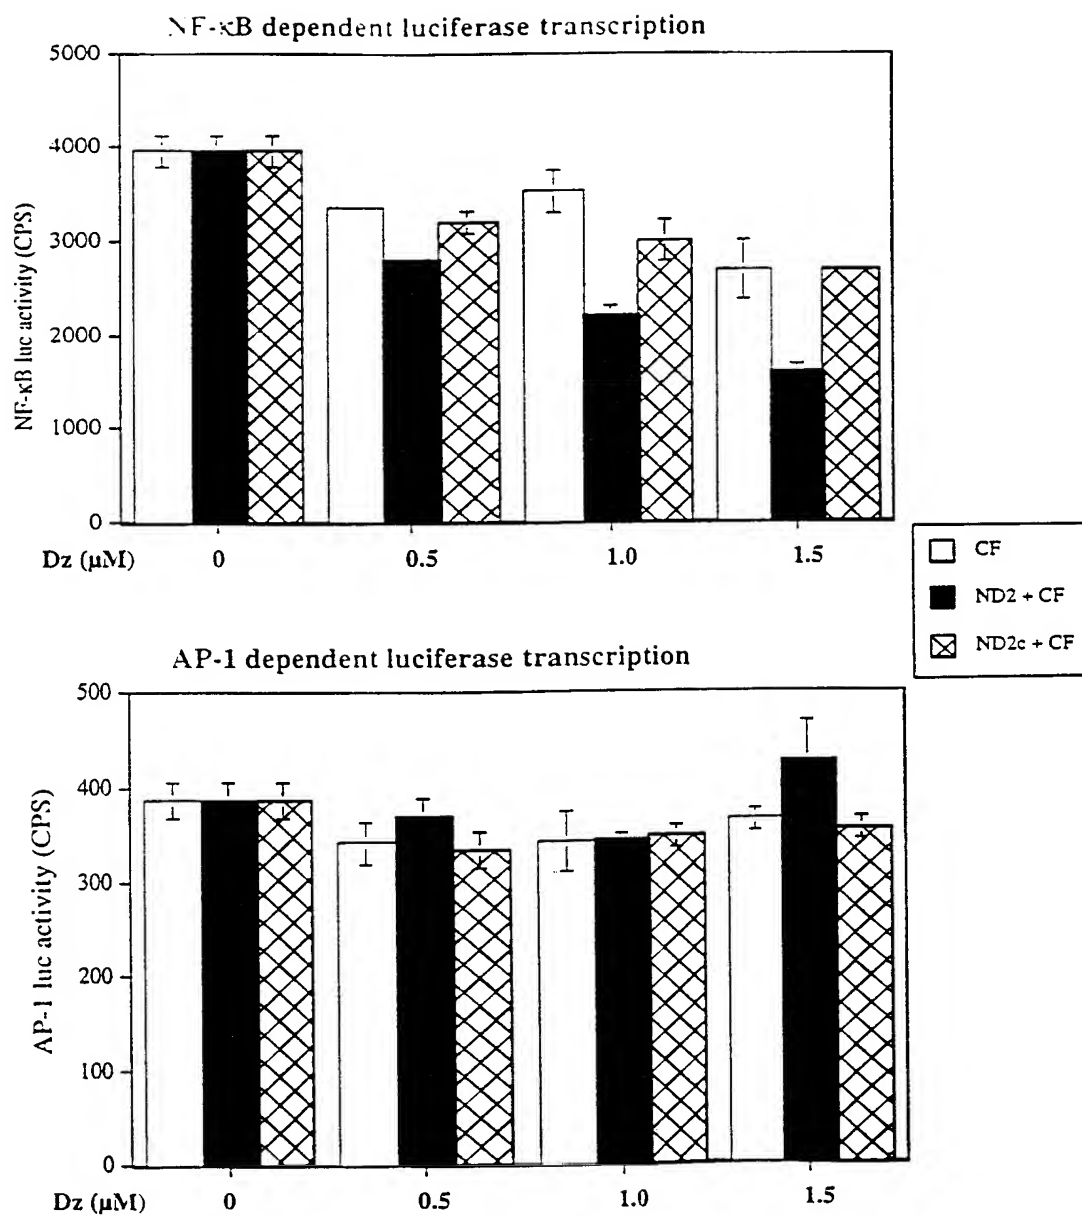 NF-κB dependent luciferase transcription
5000
4000
3000
2000
1000
0
NF-κB luc activity (CPS)
Dz (μM) 0 0.5 1.0 1.5
CF
ND2 + CF
ND2c + CF
AP-1 dependent luciferase transcription
500
400
300
200
100
0
AP-1 luc activity (CPS)
Dz (μM) 0 0.5 1.0 1.5